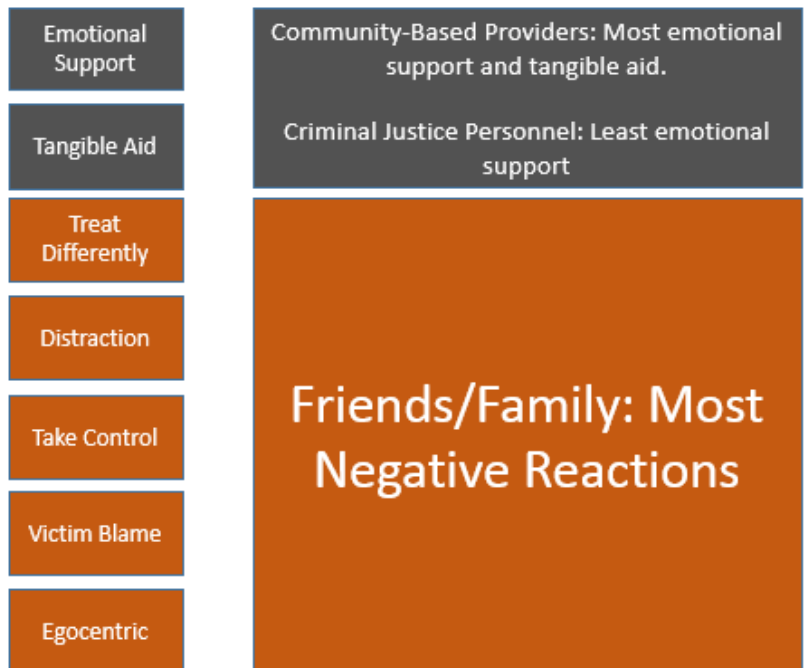 Emotional
Support
Community-Based Providers: Most emotional
support and tangible aid.
Criminal Justice Personnel: Least emotional
support
Tangible Aid
Treat
Differently
Distraction
Take Control
Victim Blame
Egocentric
Friends/Family: Most
Negative Reactions